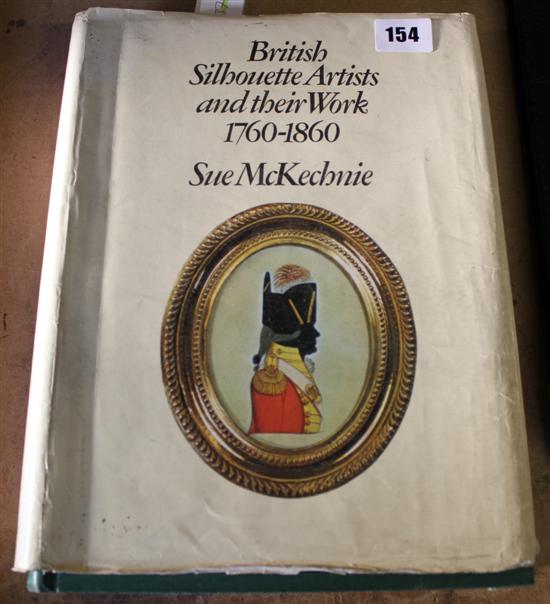 154
British
Silhouette Artists
and their Work
1760-1860
Sue McKechnie